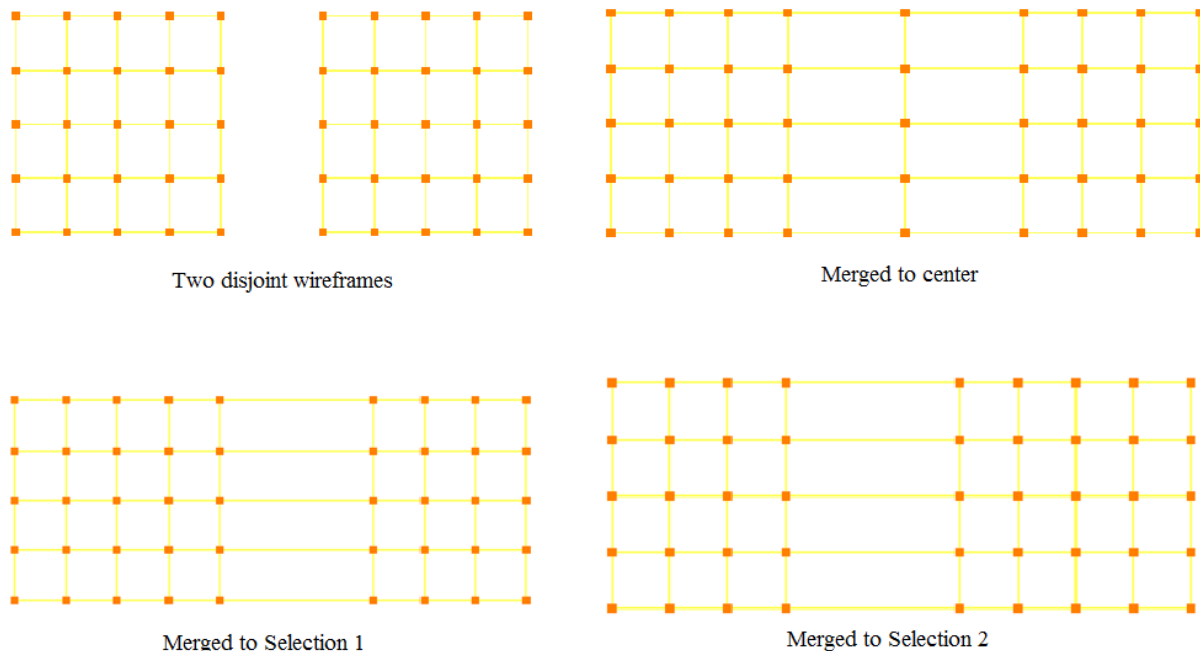 Two disjoint wireframes
Merged to center
Merged to Selection 1
Merged to Selection 2